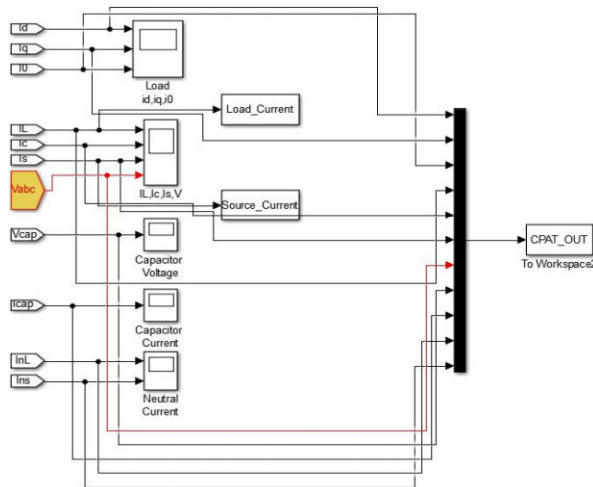 Id
Iq
I0
Load
id,iq,i0
IL
Ic
Is
Vabc
IL,Ic,Is,V
Load_Current
Source_Current
Vcap
Capacitor
Voltage
CPAT_OUT
To Workspace2
Icap
Capacitor
Current
InL
Ins
Neutral
Current